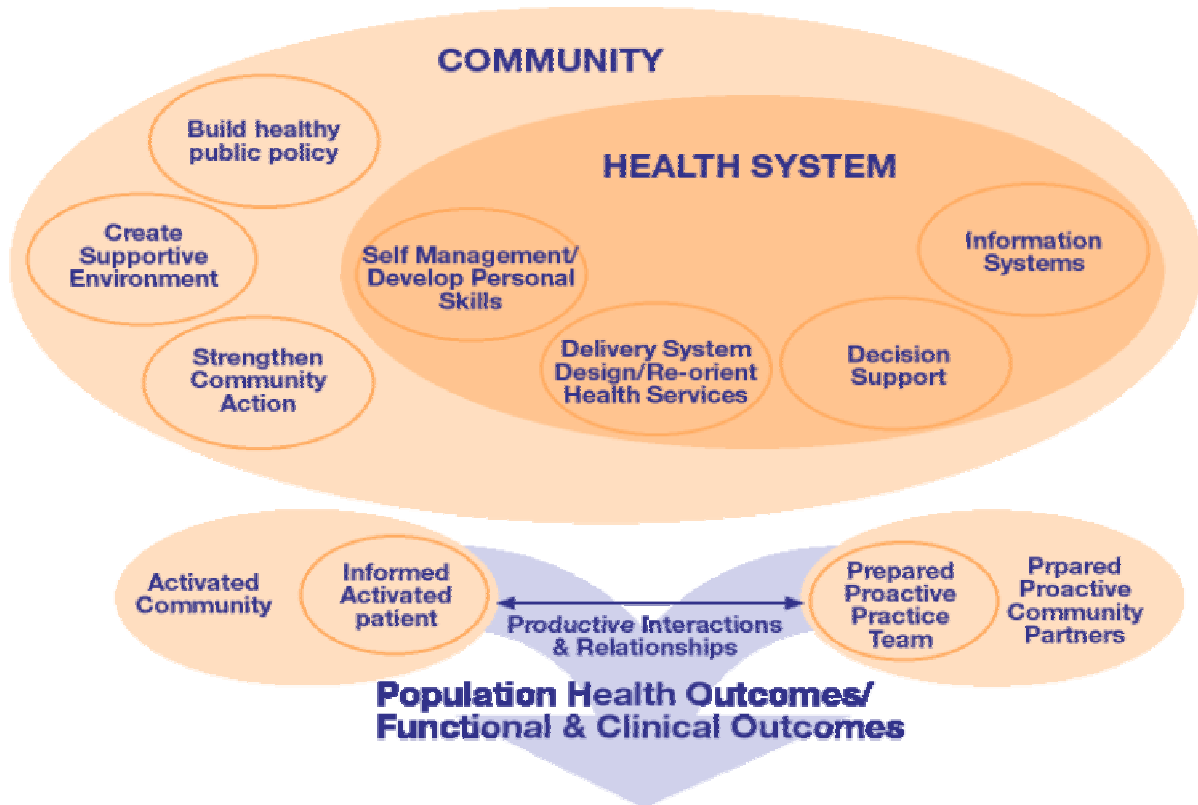 COMMUNITY
Build healthy
public policy
HEALTH SYSTEM
Create
Supportive
Environment
Self Management/
Develop Personal
Skills
Information
Systems
Strengthen
Community
Action
Delivery System
Design/Re-orient
Health Services
Decision
Support
Activated
Community
Informed
Activated
patient
Productive Interactions
& Relationships
Prepared
Proactive
Practice
Team
Prpared
Proactive
Community
Partners
Population Health Outcomes/
Functional & Clinical Outcomes